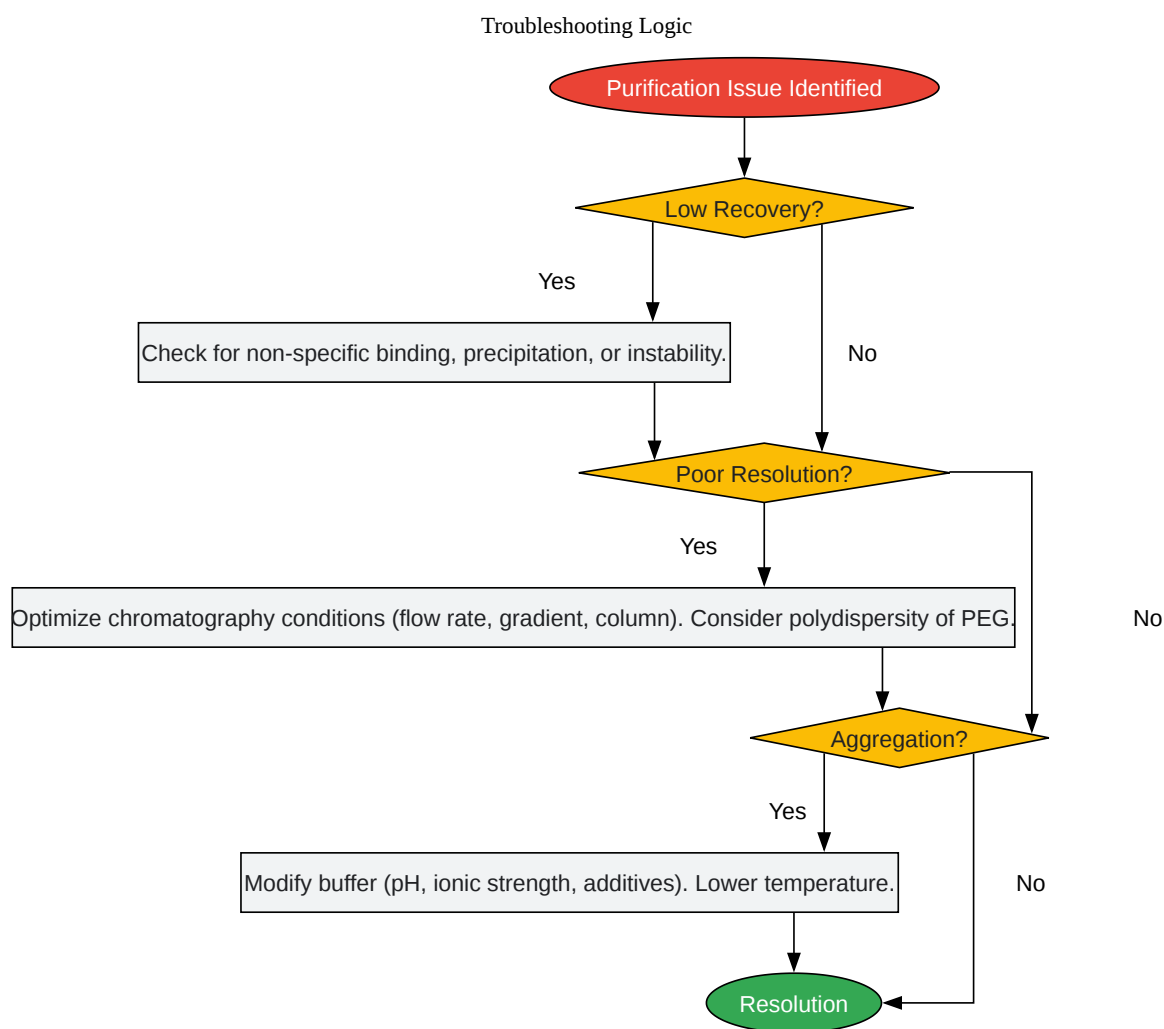 Troubleshooting Logic
Purification Issue Identified
Low Recovery?
Yes
Check for non-specific binding, precipitation, or instability.
No
Poor Resolution?
Yes
Optimize chromatography conditions (flow rate, gradient, column). Consider polydispersity of PEG.
No
Aggregation?
Yes
Modify buffer (pH, ionic strength, additives). Lower temperature.
No
Resolution